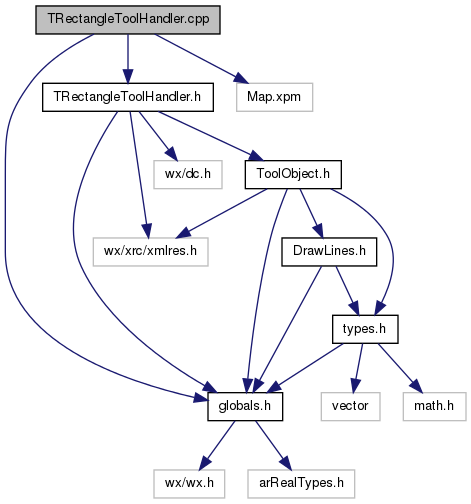 TRectangleToolHandler.cpp
TRectangleToolHandler.h
Map.xpm
wx/dc.h
ToolObject.h
wx/xrc/xmlres.h
DrawLines.h
types.h
globals.h
vector
math.h
wx/wx.h
arRealTypes.h